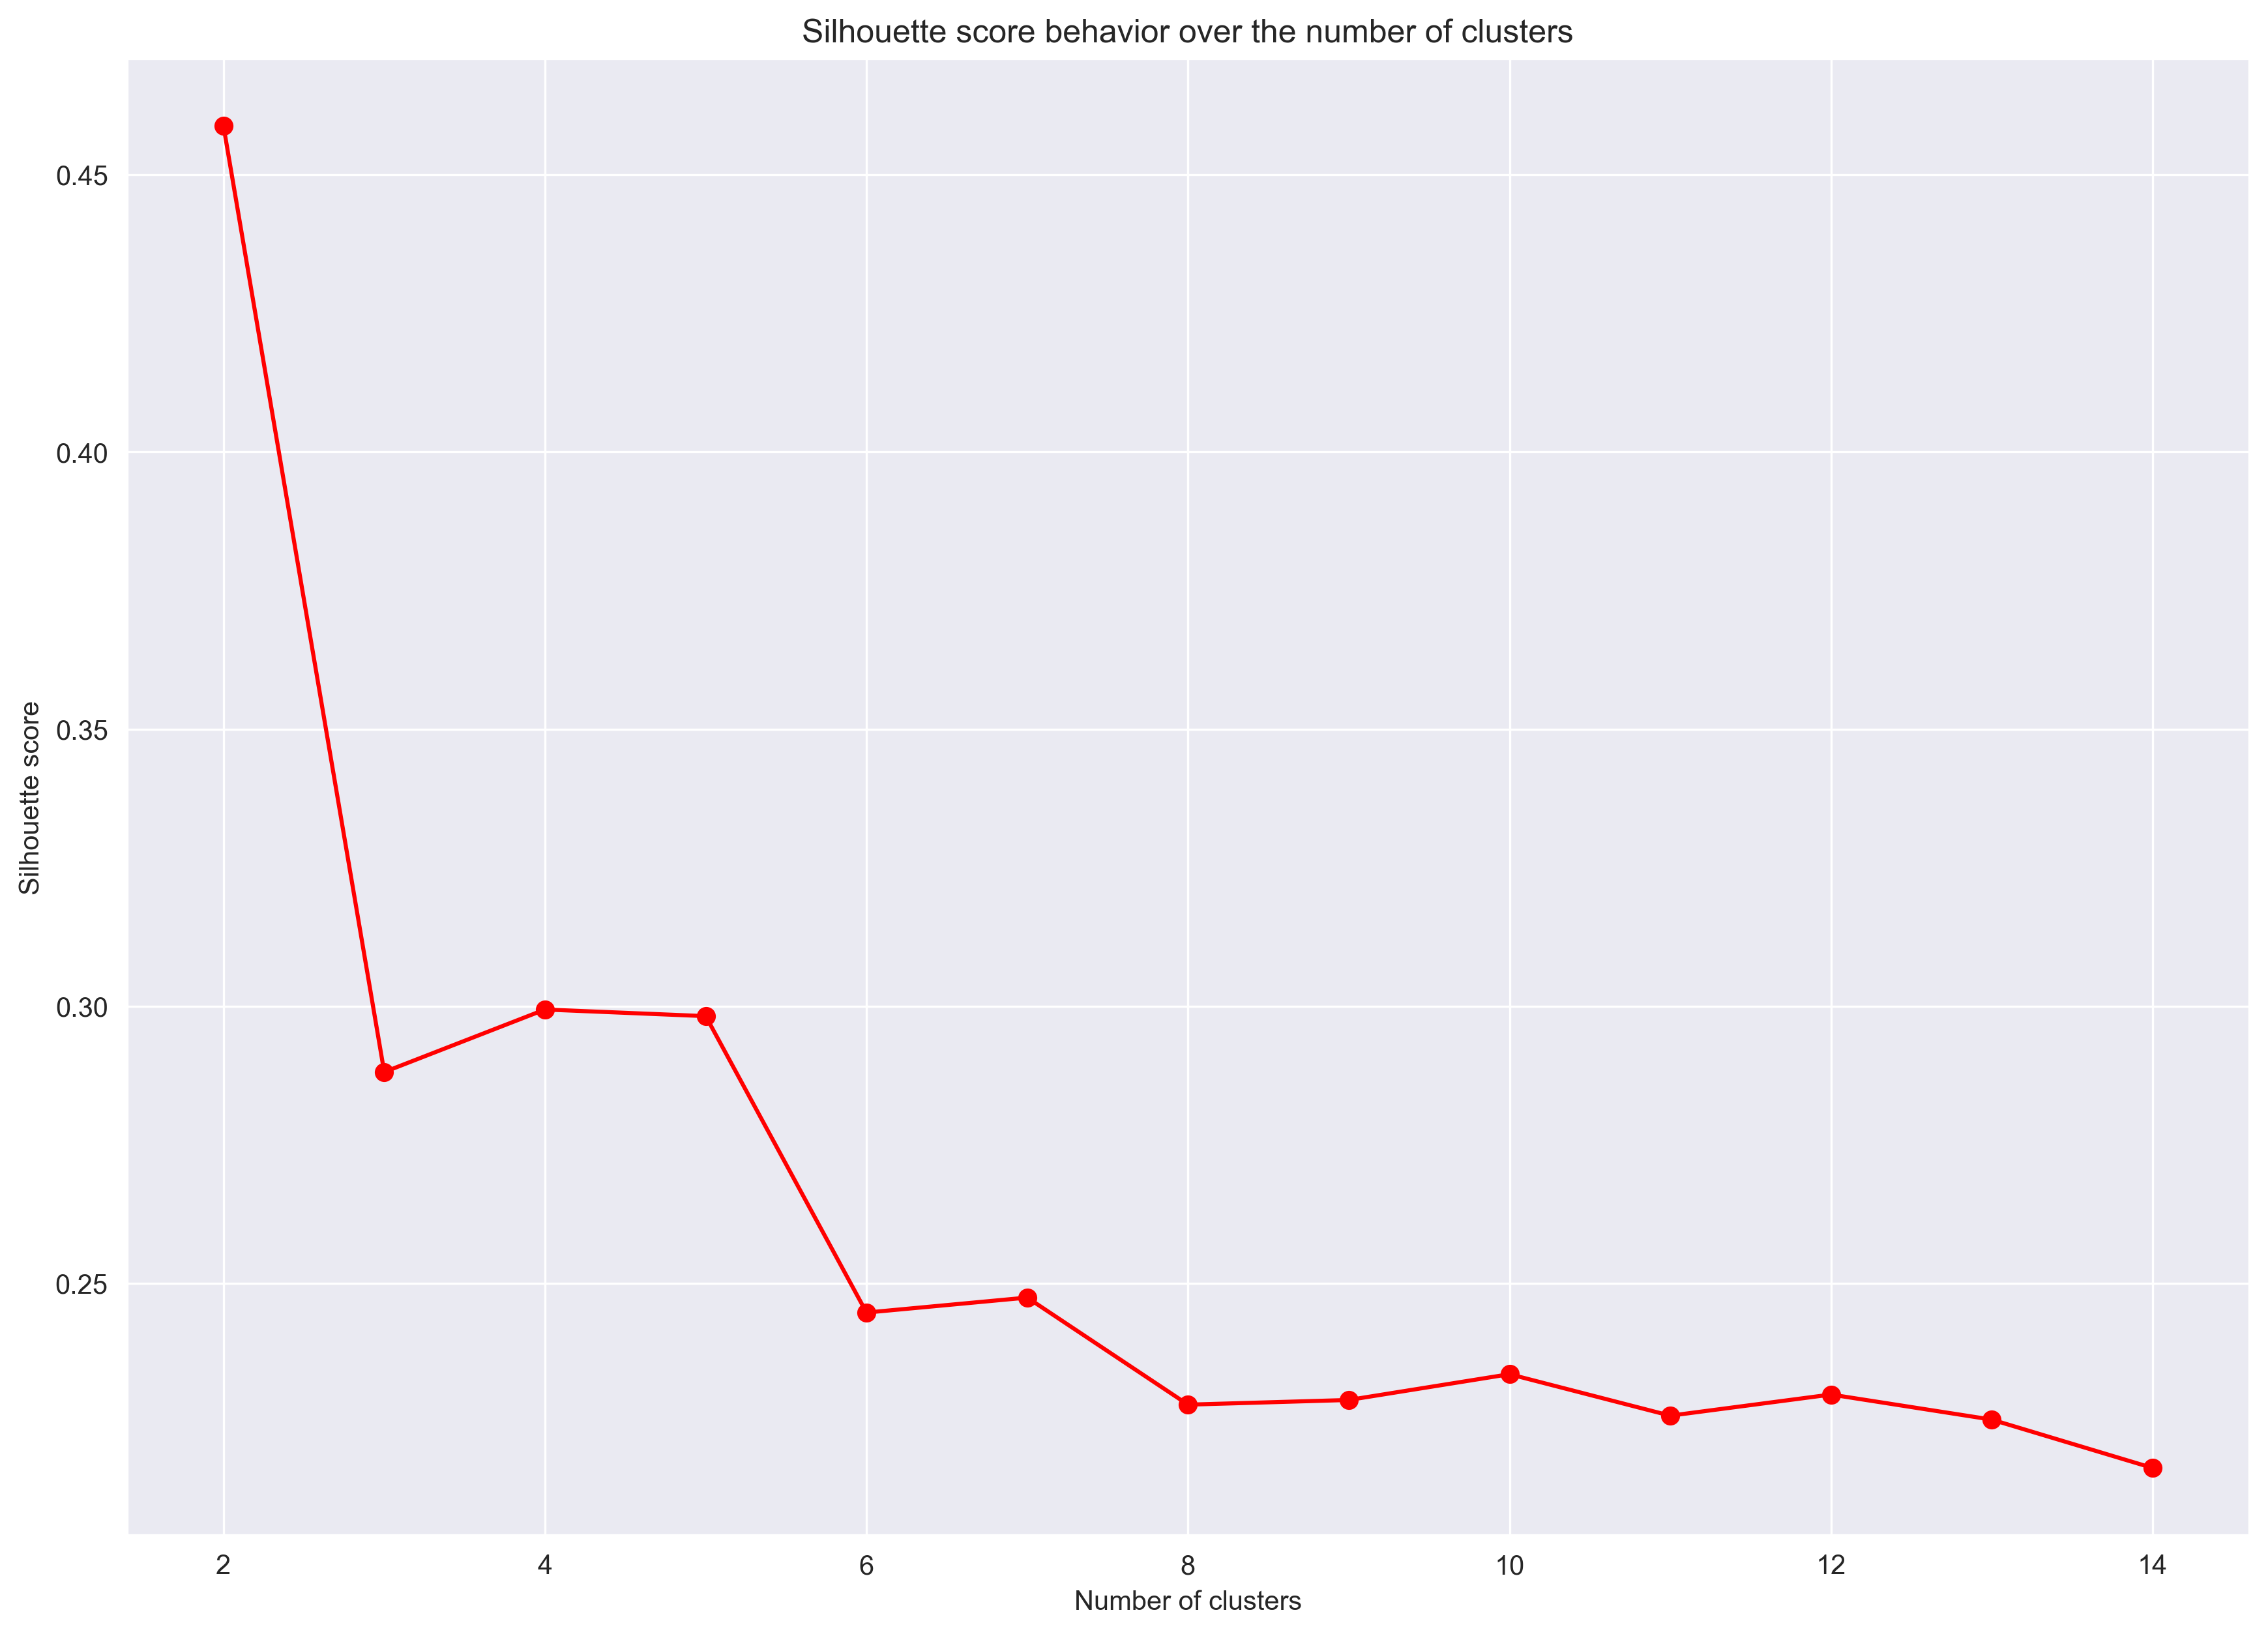 Silhouette score behavior over the number of clusters
Silhouette score
0.45
0.40
0.35
0.30
0.25
2 4 6 8 10 12 14
Number of clusters